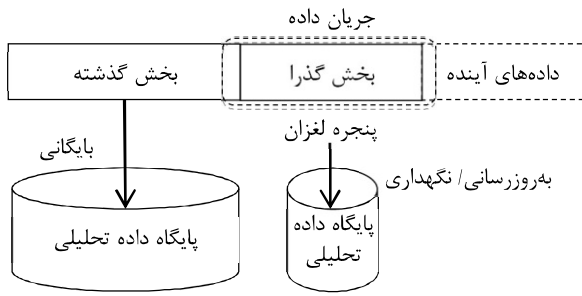 جریان داده
داده‌های آینده
بخش گذرا
بخش گذشته
پنجره لغزان
بایگانی
به‌روزرسانی/ نگهداری
پایگاه داده
تحلیلی
پایگاه داده تحلیلی